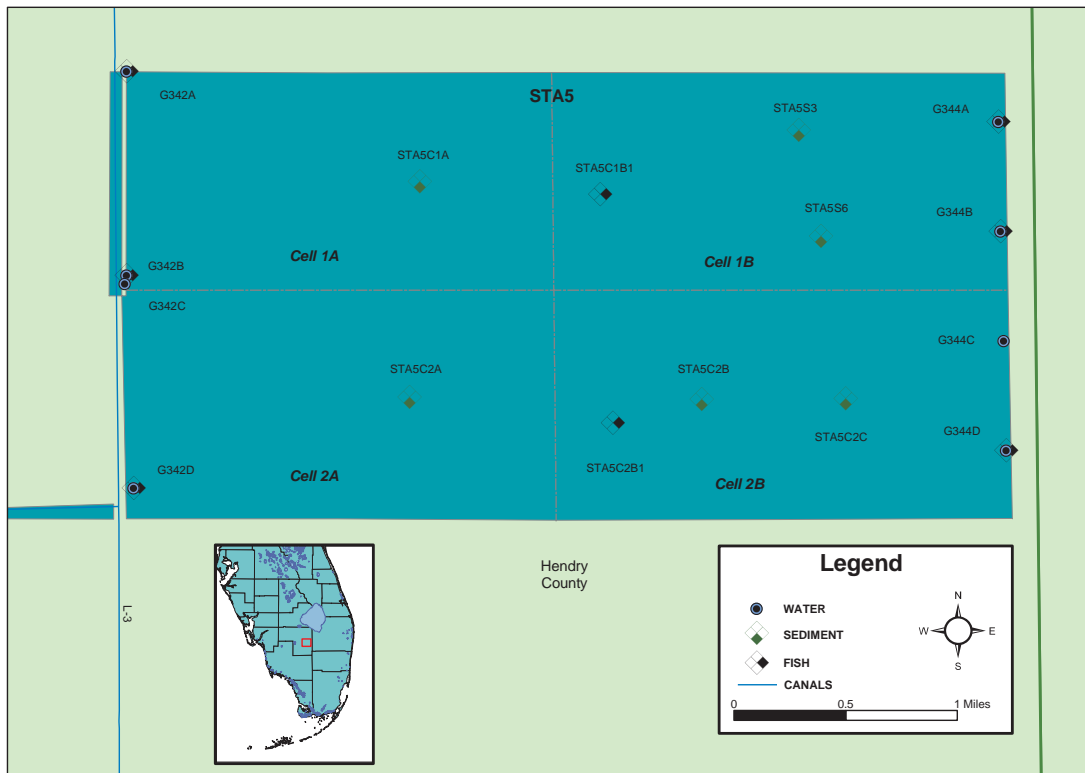 G342A
STA5
STA5S3
G344A
STA5C1A
STA5C1B1
STA5S6
G344B
Cell 1A
Cell 1B
G342B
G342C
G344C
STA5C2A
STA5C2B
STA5C2C
G344D
STA5C2B1
G342D
Cell 2A
Cell 2B
Hendry
County
L-3
Legend
WATER
SEDIMENT
FISH
CANALS
N
W
E
S
0
0.5
1 Miles